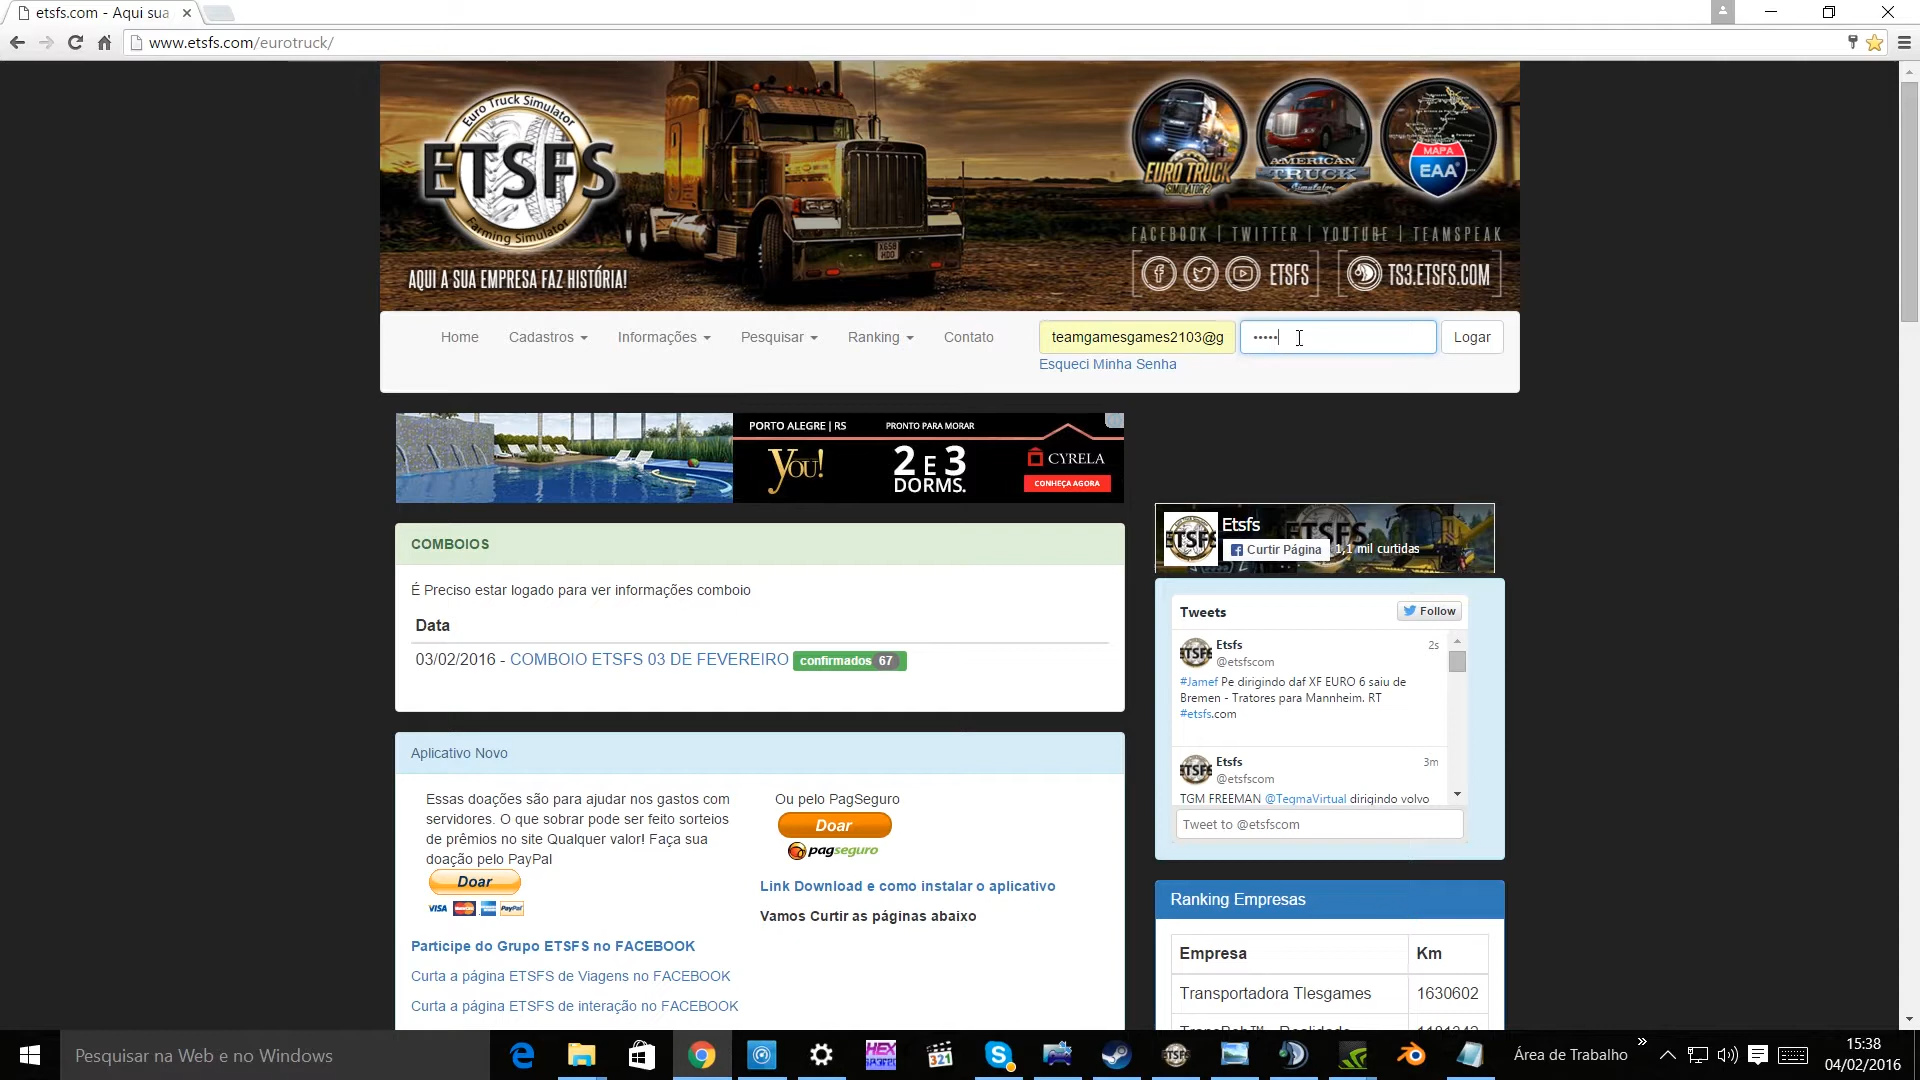 etsfs.com - Aqui sua
www.etsfs.com/eurotruck/
Euro Truck Simulator
ETSFS
Farming Simulator
AQUI A SUA EMPRESA FAZ HISTÓRIA!
EURO TRUCK
SIMULATOR 2
AMERICAN
TRUCK
Simulator
MAPA
EAA
FACEBOOK | TWITTER | YOUTUBE | TEAMSPEAK
ETSFS
TS3.ETSFS.COM
Home
Cadastros
Informações
Pesquisar
Ranking
Contato
teamgamesgames2103@g
•••••
Logar
Esqueci Minha Senha
PORTO ALEGRE | RS
PRONTO PARA MORAR
YOU!
2 E 3
DORMS.
CYRELA
CONHEÇA AGORA
COMBOIOS
É Preciso estar logado para ver informações comboio
Data
03/02/2016 - COMBOIO ETSFS 03 DE FEVEREIRO confirmados 67
Aplicativo Novo
Essas doações são para ajudar nos gastos com
servidores. O que sobrar pode ser feito sorteios
de prêmios no site Qualquer valor! Faça sua
doação pelo PayPal
Doar
VISA
PayPal
Ou pelo PagSeguro
Doar
pagseguro
Link Download e como instalar o aplicativo
Vamos Curtir as páginas abaixo
Participe do Grupo ETSFS no FACEBOOK
Curta a página ETSFS de Viagens no FACEBOOK
Curta a página ETSFS de interação no FACEBOOK
Etsfs
Curtir Página
1,1 mil curtidas
Tweets
Follow
Etsfs
2s
@etsfscom
#Jamef Pe dirigindo daf XF EURO 6 saiu de
Bremen - Tratores para Mannheim. RT
#etsfs.com
Etsfs
3m
@etsfscom
TGM FREEMAN @TegmaVirtual dirigindo volvo
Tweet to @etsfscom
Ranking Empresas
Empresa
Km
Transportadora Tlesgames
1630602
Pesquisar na Web e no Windows
HEX
321
Área de Trabalho
15:38
04/02/2016